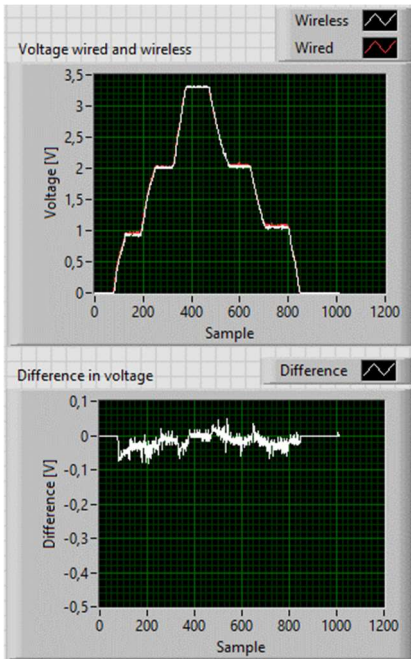 Wireless
Voltage wired and wireless
Wired
3,5
3
2,5
2
1,5
1
0,5
0
Voltage [V]
0 200 400 600 800 1000 1200
Sample
Difference in voltage
Difference
0,1
0
-0,1
-0,2
-0,3
-0,4
-0,5
Difference [V]
0 200 400 600 800 1000 1200
Sample